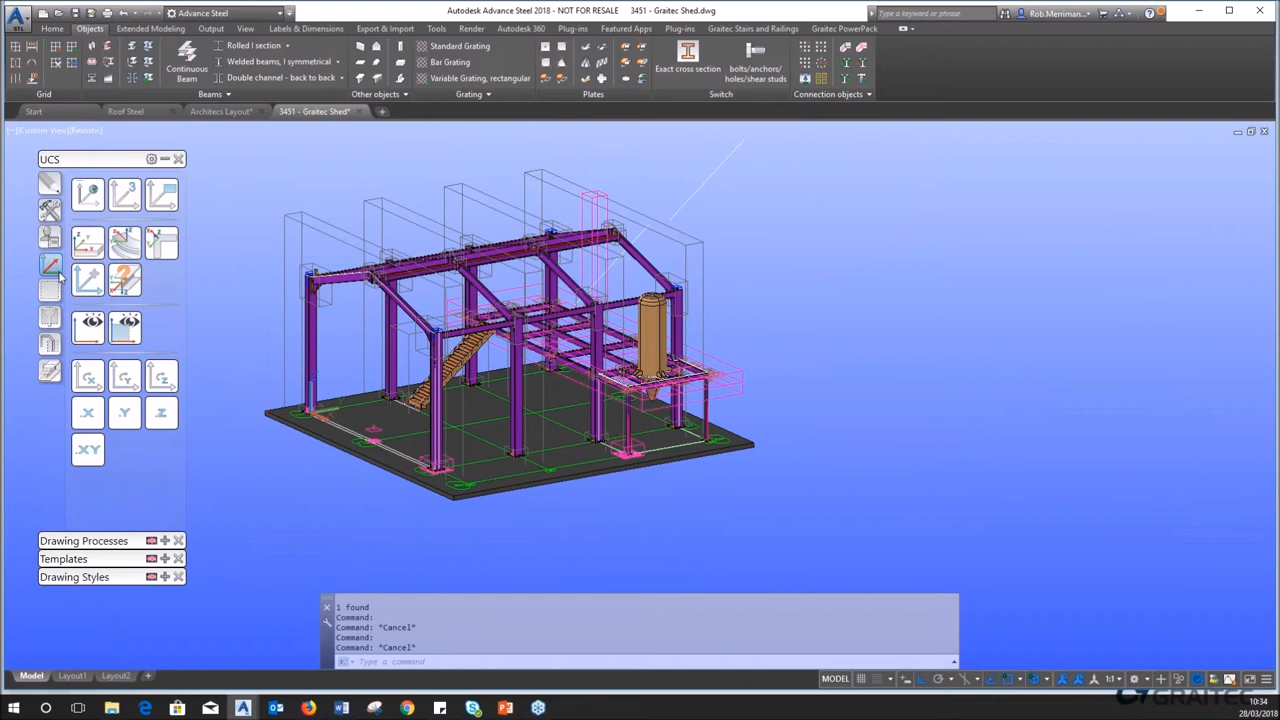 Advance Steel
Autodesk Advance Steel 2018 - NOT FOR RESALE 3451 - Graitec Shed.dwg
Type a keyword or phrase
Rob.Merriman...
STL
Home Objects Extended Modeling Output View Labels & Dimensions Export & Import Tools Render Autodesk 360 Plug-ins Featured Apps Plug-ins Graitec Stairs and Railings Graitec PowerPack
Rolled I section
Standard Grating
Continuous Beam
Welded beams, I symmetrical
Bar Grating
Exact cross section
bolts/anchors/ holes/shear studs
Double channel - back to back
Variable Grating, rectangular
Grid Beams Other objects Grating Plates Switch Connection objects
Start Roof Steel Architecs Layout* 3451 - Graitec Shed*
[-][Custom View][Realistic]
UCS
3
X Y Z
.X .Y .Z
.XY
Drawing Processes
Templates
Drawing Styles
1 found
Command:
Command: *Cancel*
Command:
Command: *Cancel*
Type a command
Model Layout1 Layout2
MODEL
1:1
GRAITEC
10:34
28/03/2018